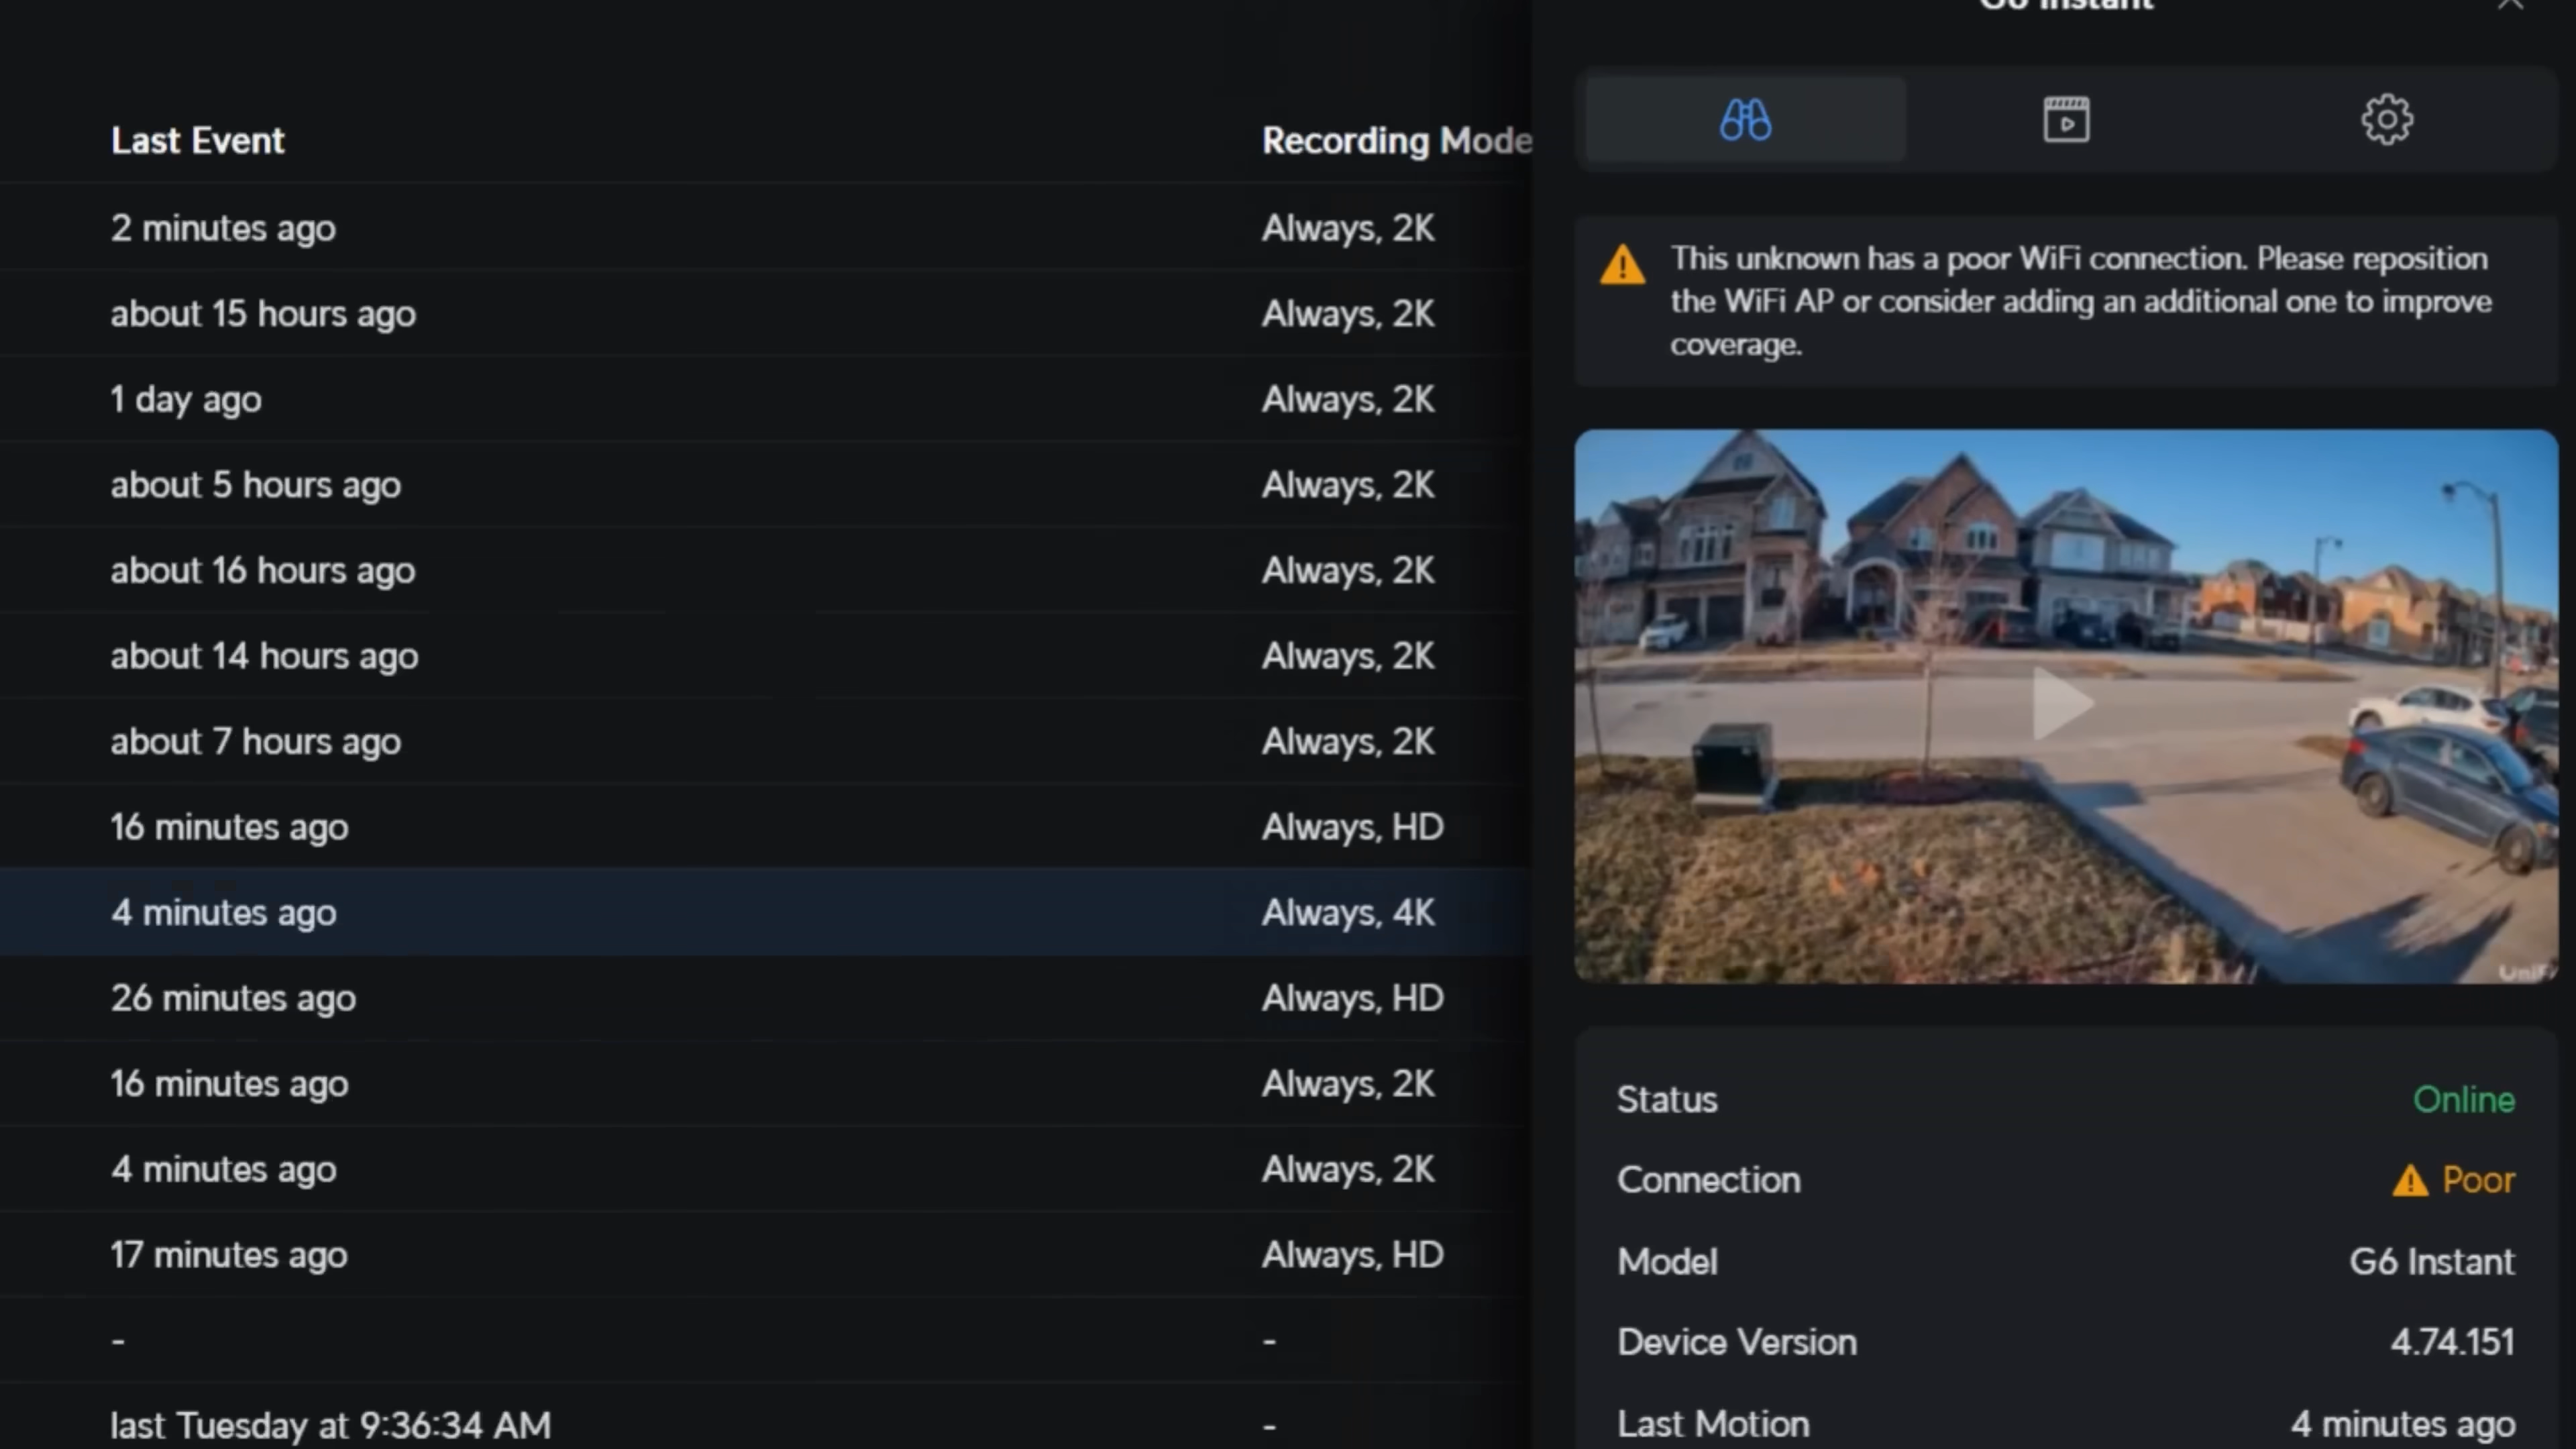 G6 Instant
Last Event Recording Mode
2 minutes ago Always, 2K
about 15 hours ago Always, 2K
1 day ago Always, 2K
about 5 hours ago Always, 2K
about 16 hours ago Always, 2K
about 14 hours ago Always, 2K
about 7 hours ago Always, 2K
16 minutes ago Always, HD
4 minutes ago Always, 4K
26 minutes ago Always, HD
16 minutes ago Always, 2K
4 minutes ago Always, 2K
17 minutes ago Always, HD
- -
last Tuesday at 9:36:34 AM -
This unknown has a poor WiFi connection. Please reposition
the WiFi AP or consider adding an additional one to improve
coverage.
Status Online
Connection Poor
Model G6 Instant
Device Version 4.74.151
Last Motion 4 minutes ago